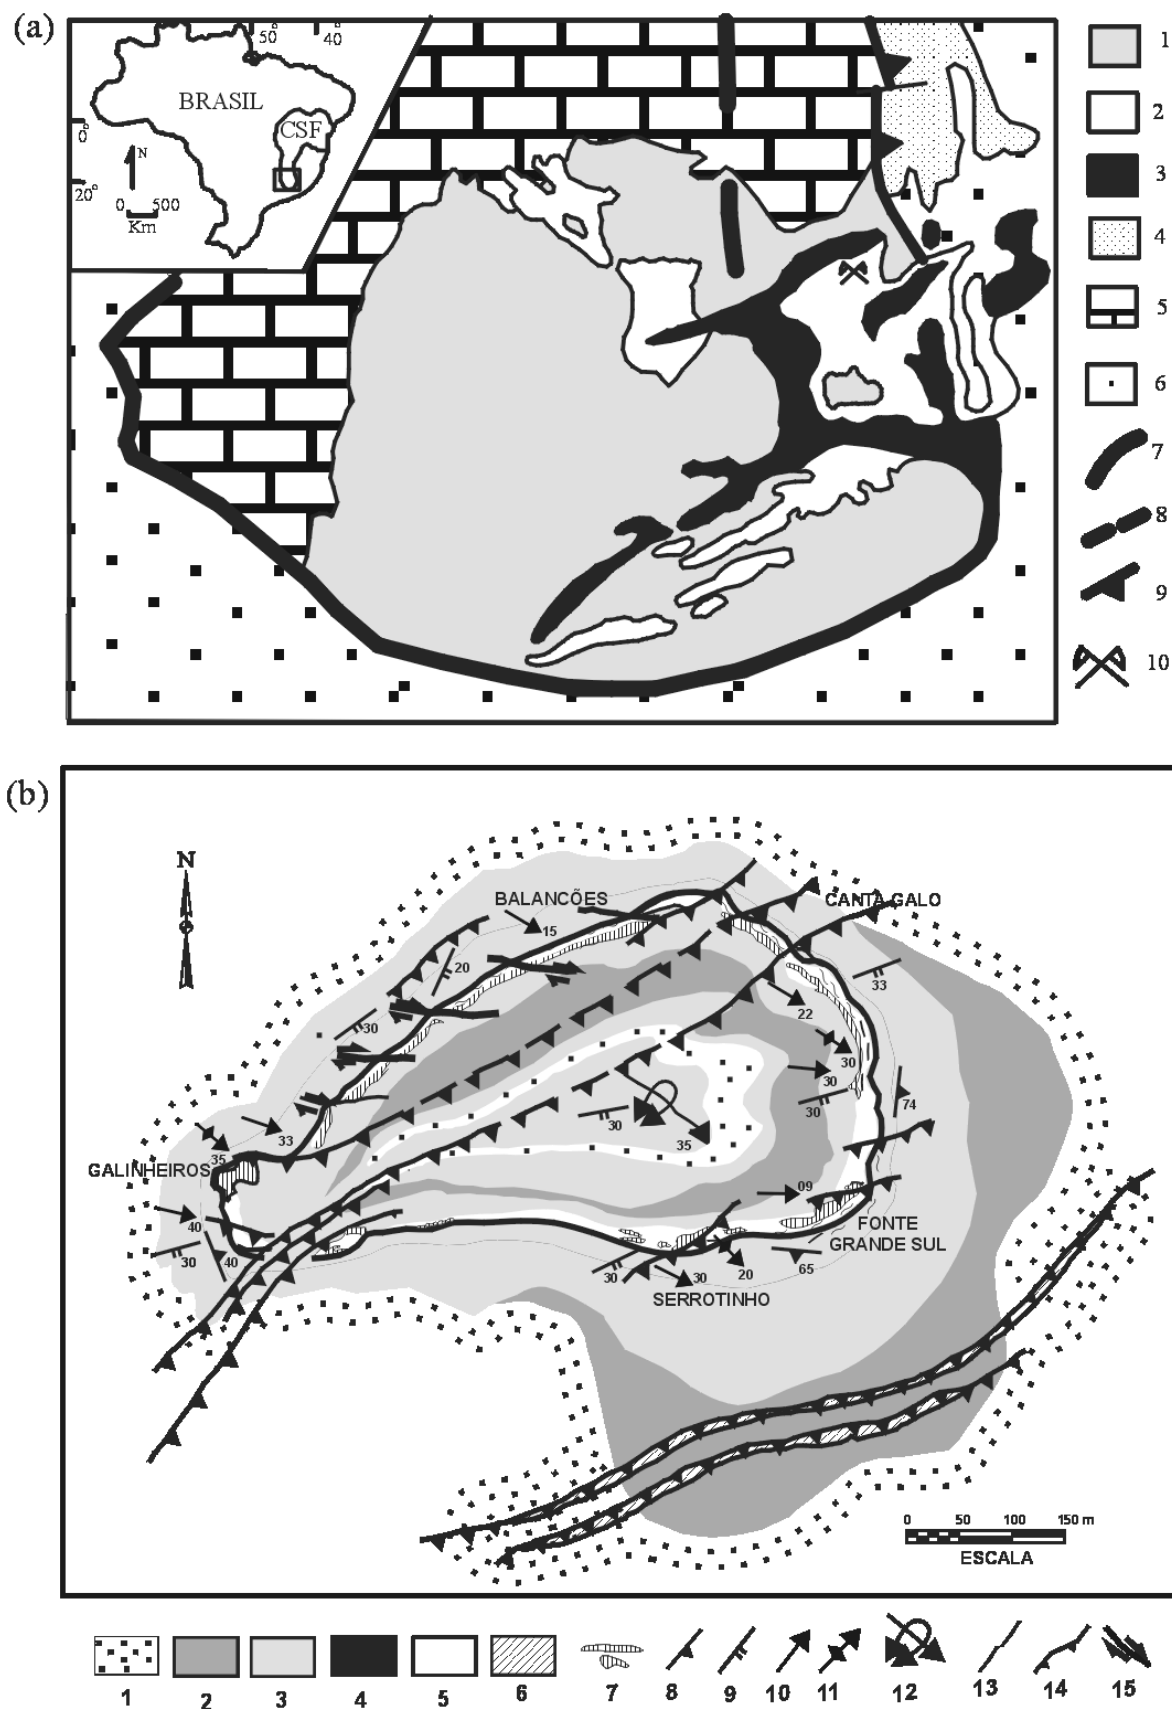 (a)
50°
40°
BRASIL
CSF
0°
N
20°
0 500
Km
1
2
3
4
5
6
7
8
9
10
(b)
N
BALANCÕES
CANTA GALO
15
20
33
30
22
30
30
30
74
30
35
33
35
GALINHEIROS
09
40
FONTE
GRANDE SUL
30
40
65
30
30
20
SERROTINHO
0 50 100 150 m
ESCALA
1 2 3 4 5 6 7 8 9 10 11 12 13 14 15